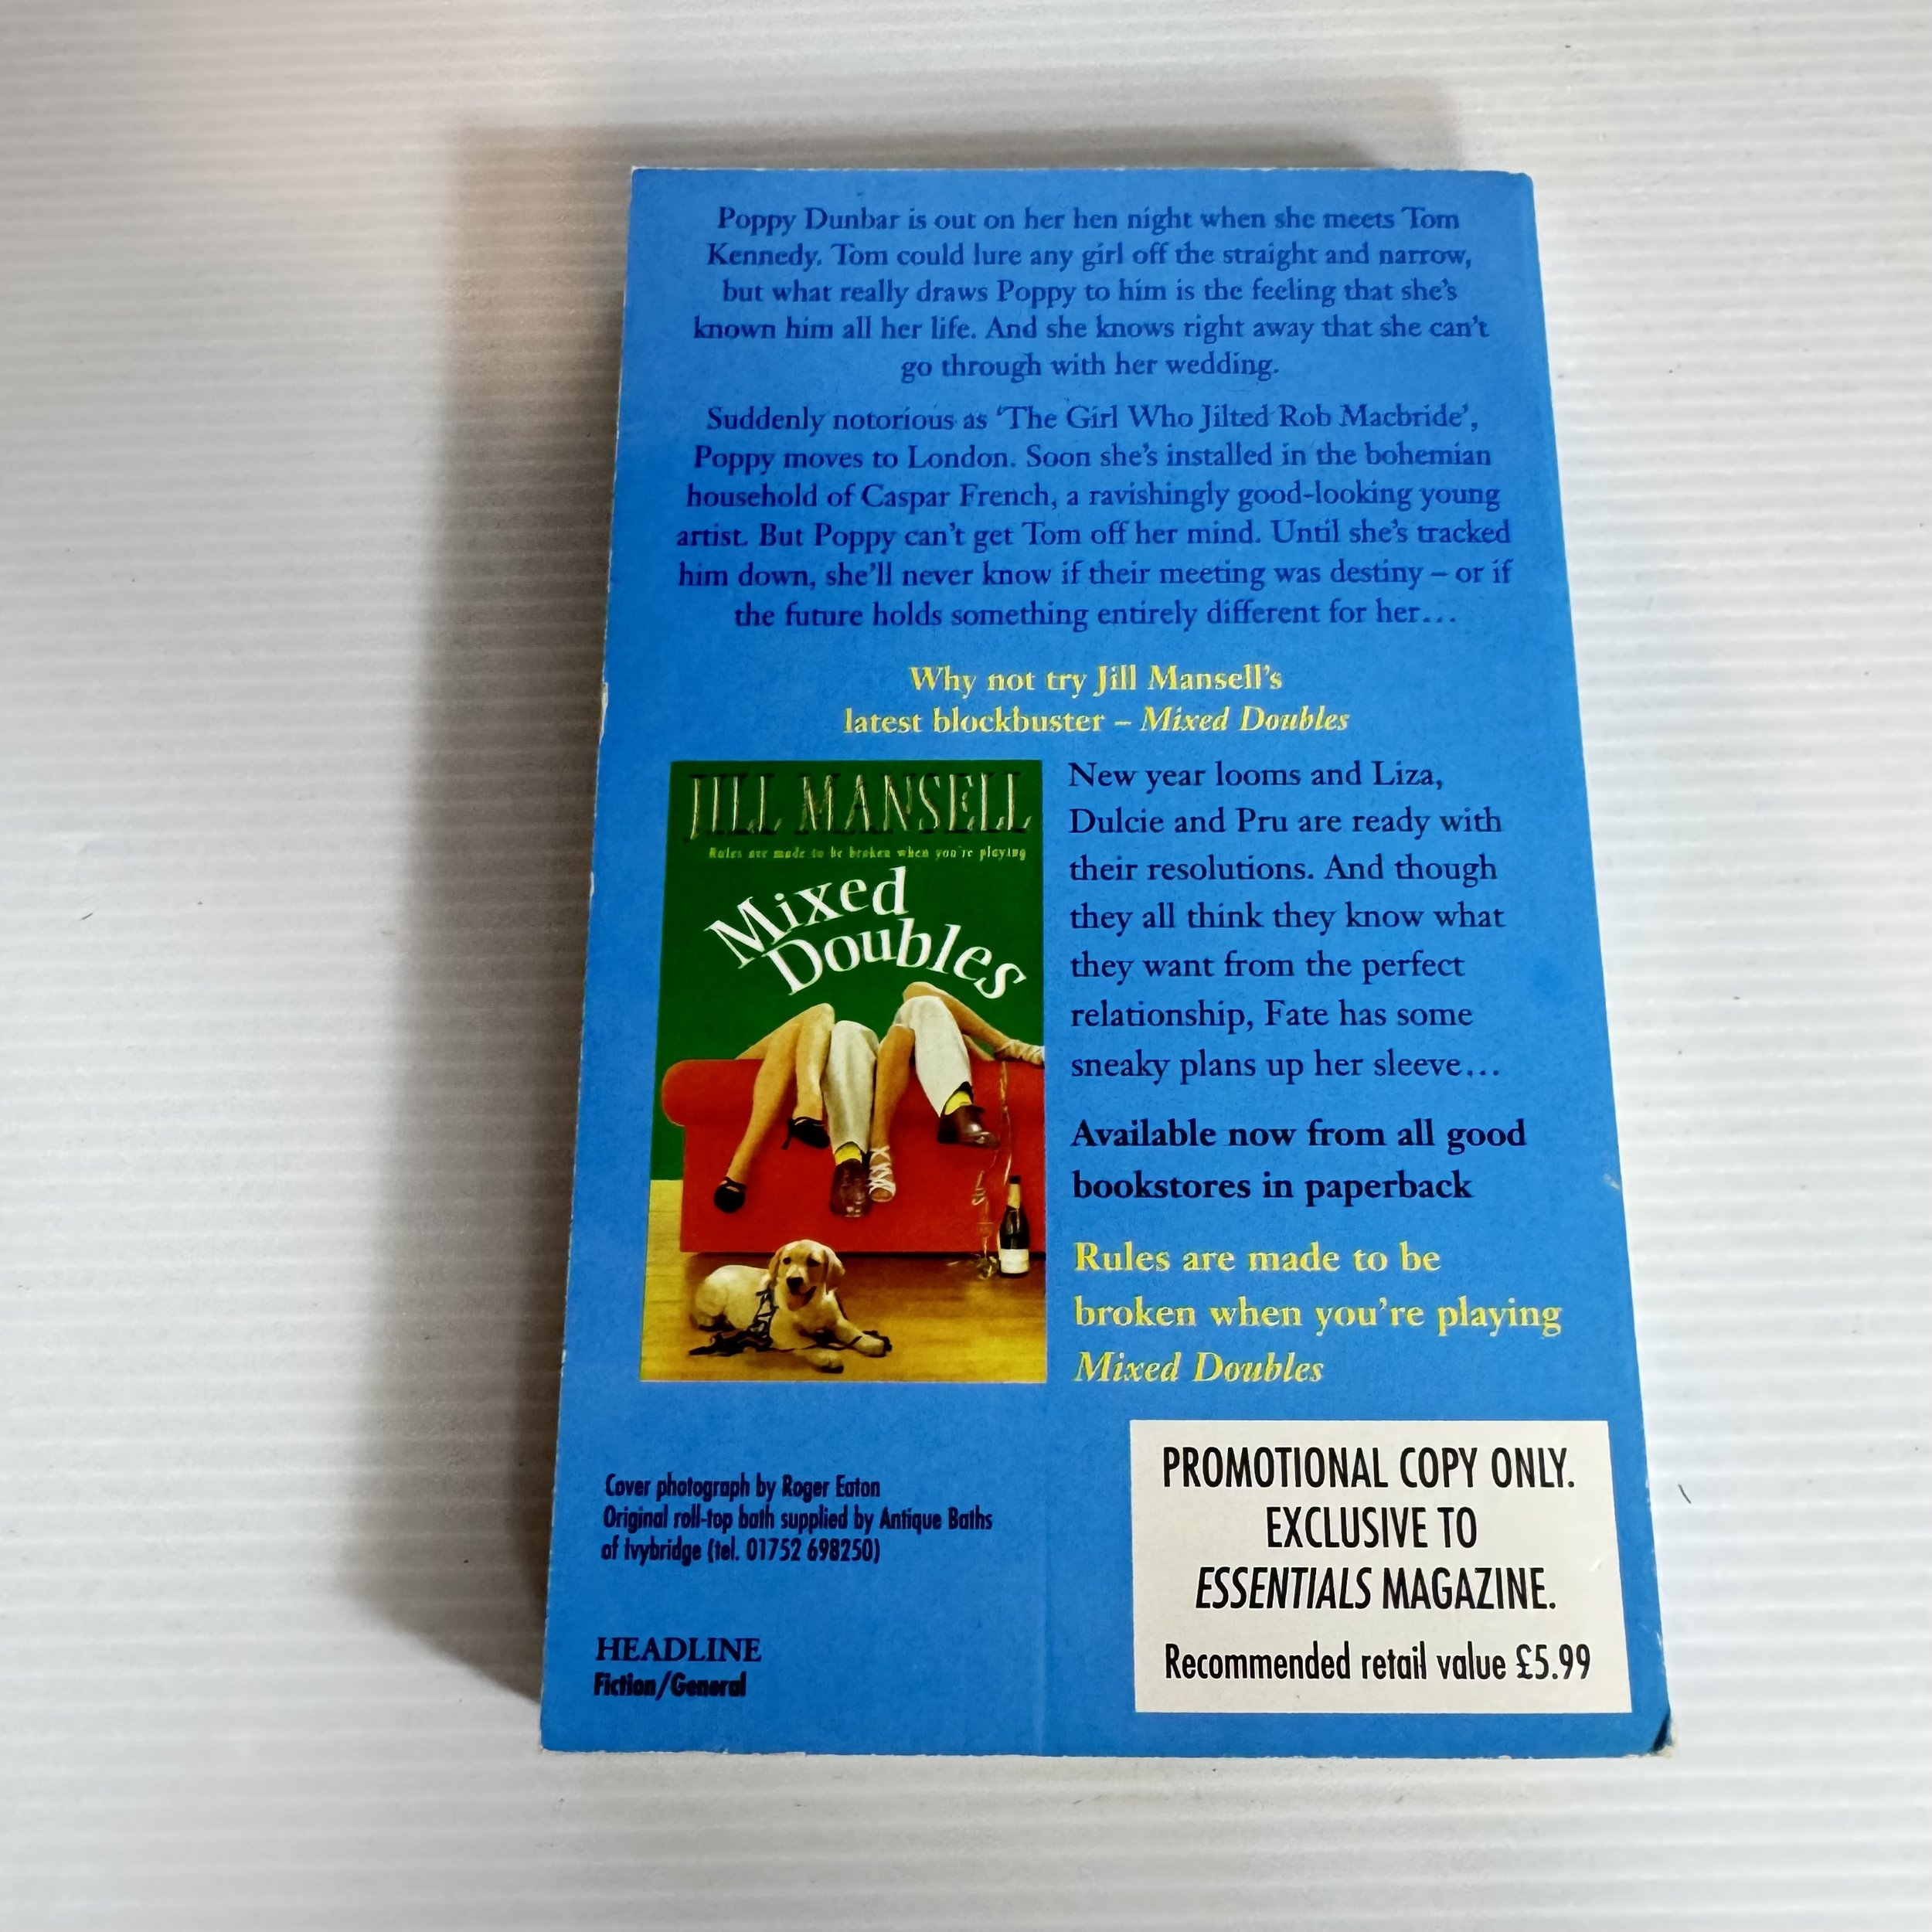 Poppy Dunbar is out on her hen night when she meets Tom
Kennedy. Tom could lure any girl off the straight and narrow,
but what really draws Poppy to him is the feeling that she's
known him all her life. And she knows right away that she can't
go through with her wedding.
Suddenly notorious as 'The Girl Who Jilted Rob Macbride',
Poppy moves to London. Soon she's installed in the bohemian
household of Caspar French, a ravishingly good-looking young
artist. But Poppy can't get Tom off her mind. Until she's tracked
him down, she'll never know if their meeting was destiny – or if
the future holds something entirely different for her...
Why not try Jill Mansell's
latest blockbuster – Mixed Doubles
JILL MANSELL
Rules are made to be broken when you're playing
Mixed
Doubles
New year looms and Liza,
Dulcie and Pru are ready with
their resolutions. And though
they all think they know what
they want from the perfect
relationship, Fate has some
sneaky plans up her sleeve...
Available now from all good
bookstores in paperback
Rules are made to be
broken when you're playing
Mixed Doubles
Cover photograph by Roger Eaton
Original roll-top bath supplied by Antique Baths
of Ivybridge (tel. 01752 698250)
HEADLINE
Fiction/General
PROMOTIONAL COPY ONLY.
EXCLUSIVE TO
ESSENTIALS MAGAZINE.
Recommended retail value £5.99